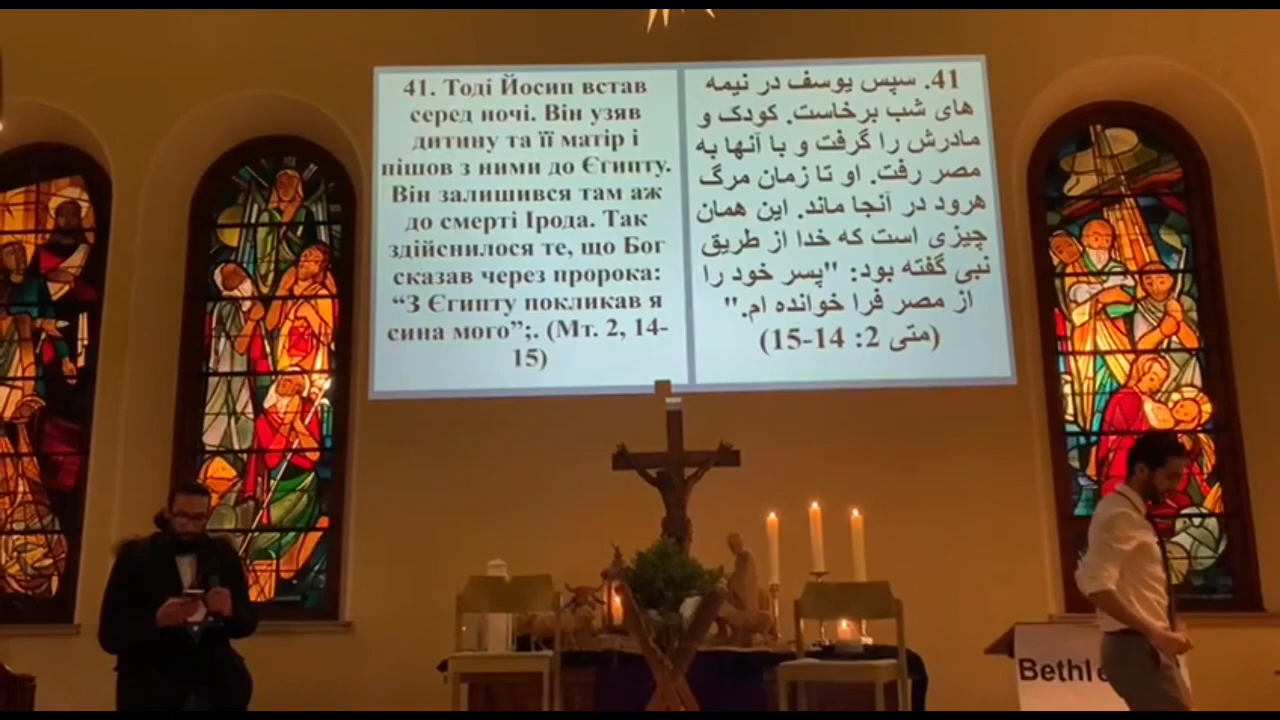 41. Тоді Йосип встав
серед ночі. Він узяв
дитину та її матір і
пішов з ними до Єгипту.
Він залишився там аж
до смерті Ірода. Так
здійснилося те, що Бог
сказав через пророка:
“З Єгипту покликав я
сина мого”;. (Мт. 2, 14-
15)
41. سپس یوسف در نیمه
های شب برخاست. کودک و
مادرش را گرفت و با آنها به
مصر رفت. او تا زمان مرگ
هرود در آنجا ماند. این همان
چیزی است که خدا از طریق
نبی گفته بود: "پسر خود را
از مصر فرا خوانده ام."
(متی 2: 14-15)